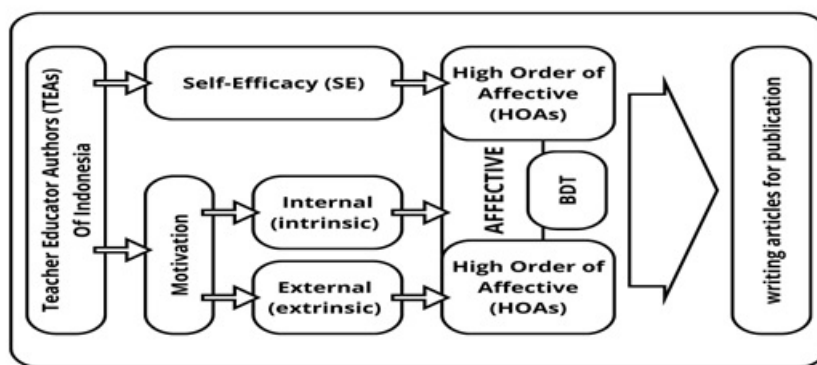 Teacher Educator Authors (TEAs)
Of Indonesia
Self-Efficacy (SE)
Motivation
Internal
(intrinsic)
External
(extrinsic)
High Order of
Affective
(HOAs)
AFFECTIVE
BDT
High Order of
Affective
(HOAs)
writing articles for publication